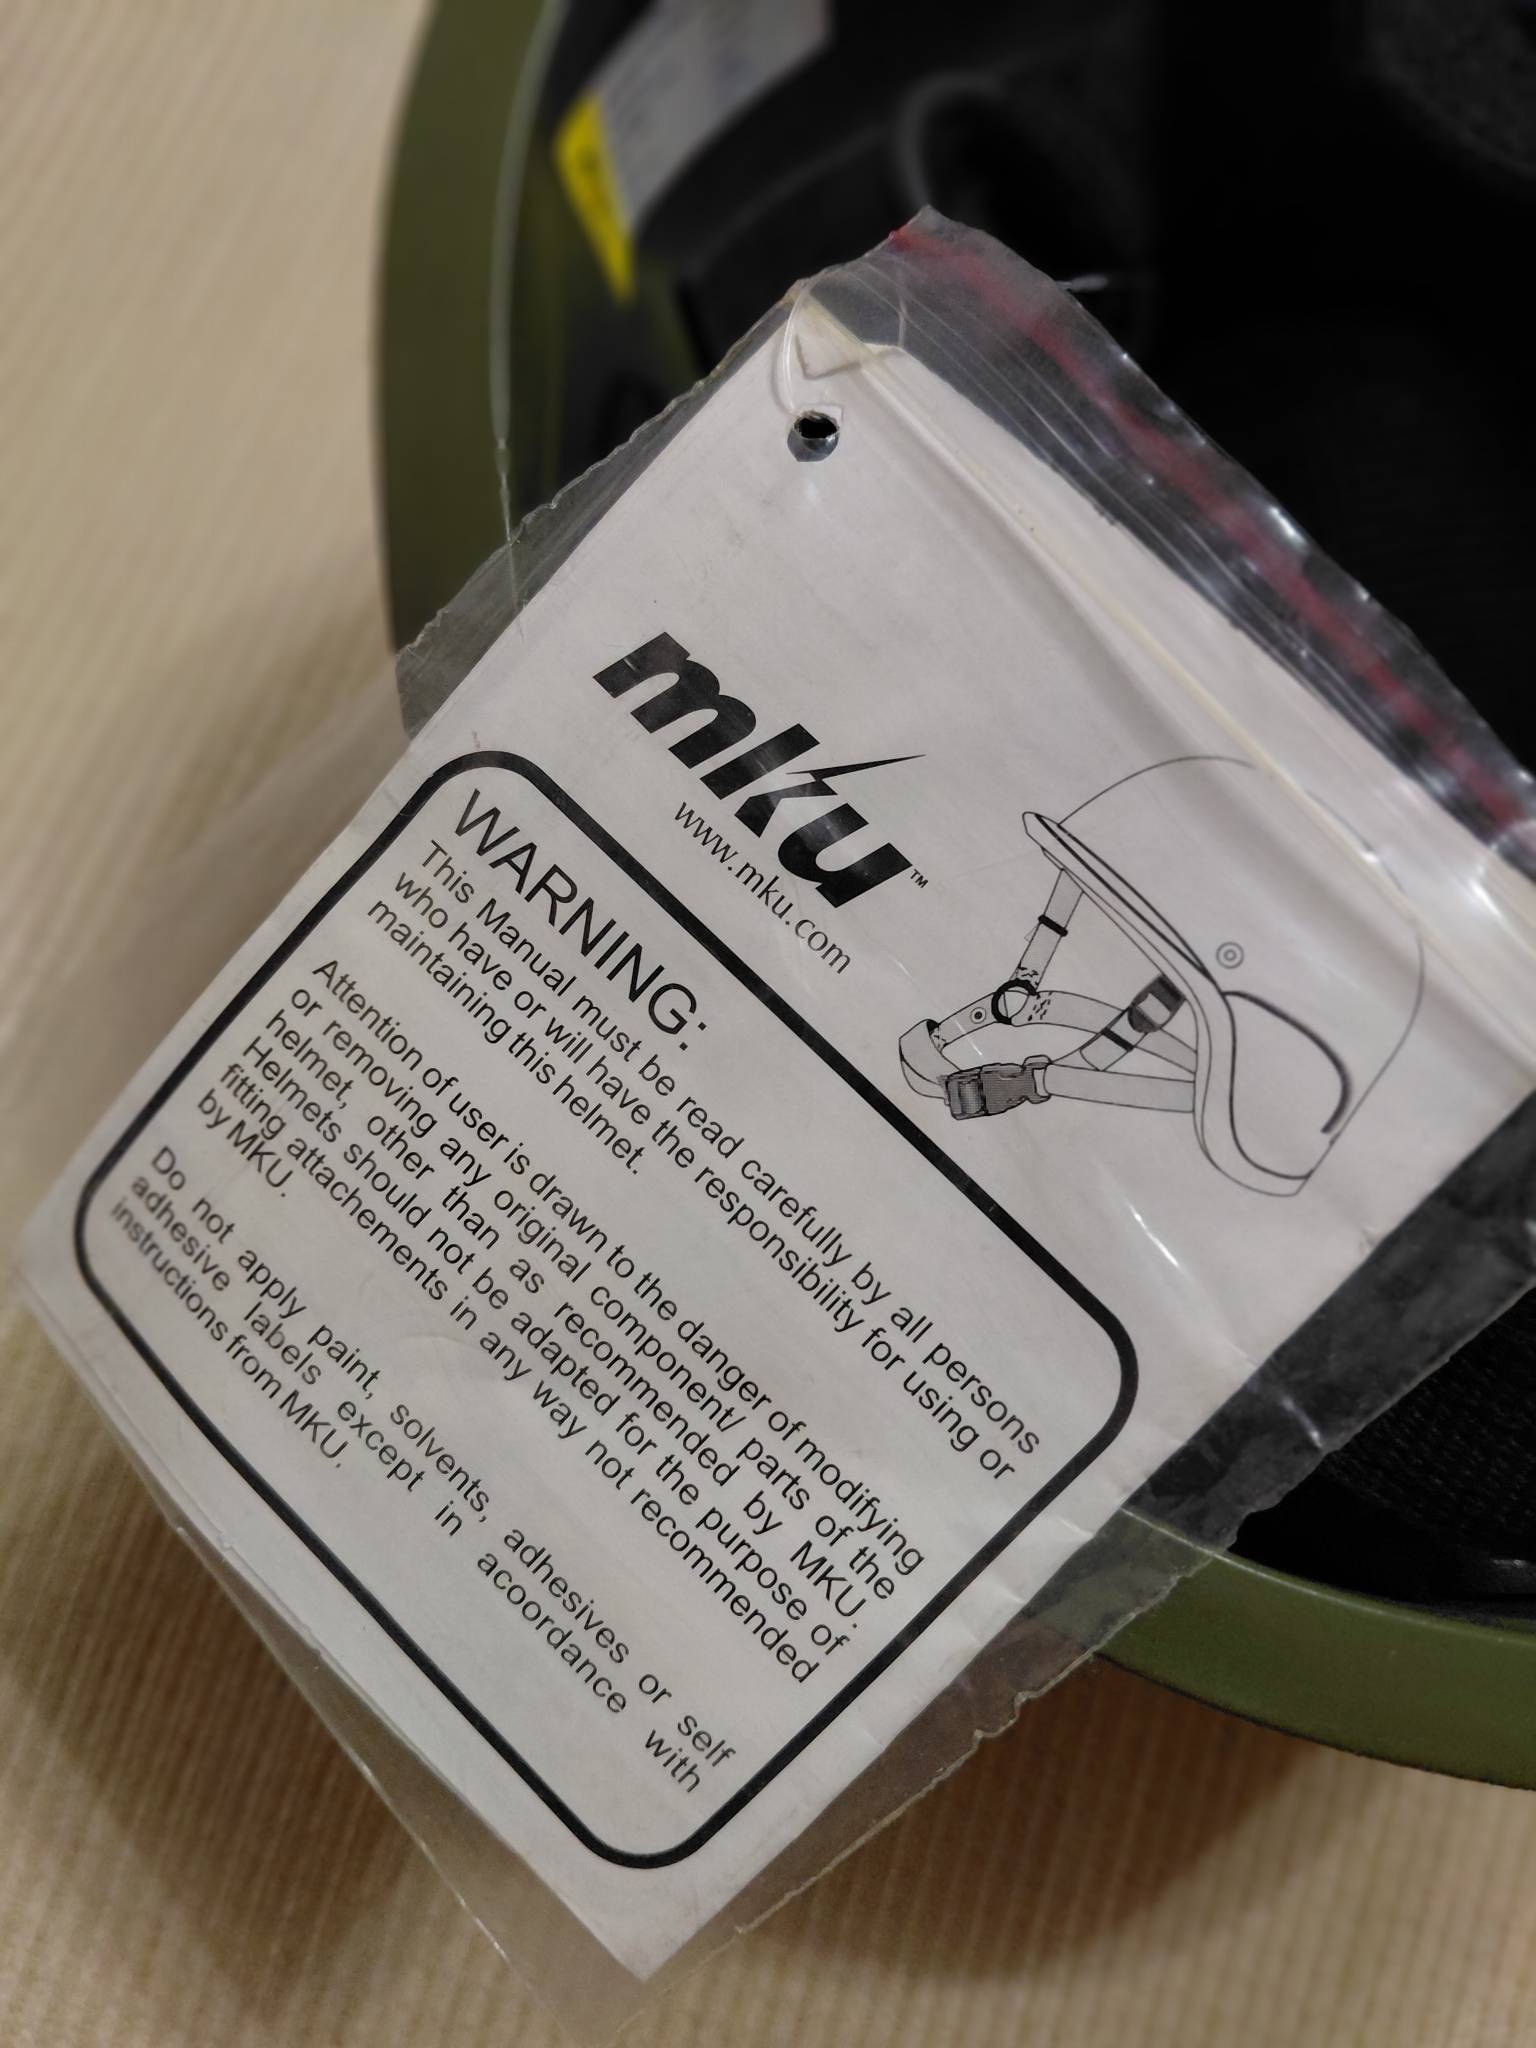 mku™
www.mku.com
WARNING:
This Manual must be read carefully by all persons
who have or will have the responsibility for using or
maintaining this helmet.
Attention of user is drawn to the danger of modifying
or removing any original component/ parts of the
helmet, other than as recommended by MKU.
Helmets should not be adapted for the purpose of
fitting attachements in any way not recommended
by MKU.
Do not apply paint, solvents, adhesives or self
adhesive labels except in acoordance with
instructions from MKU.